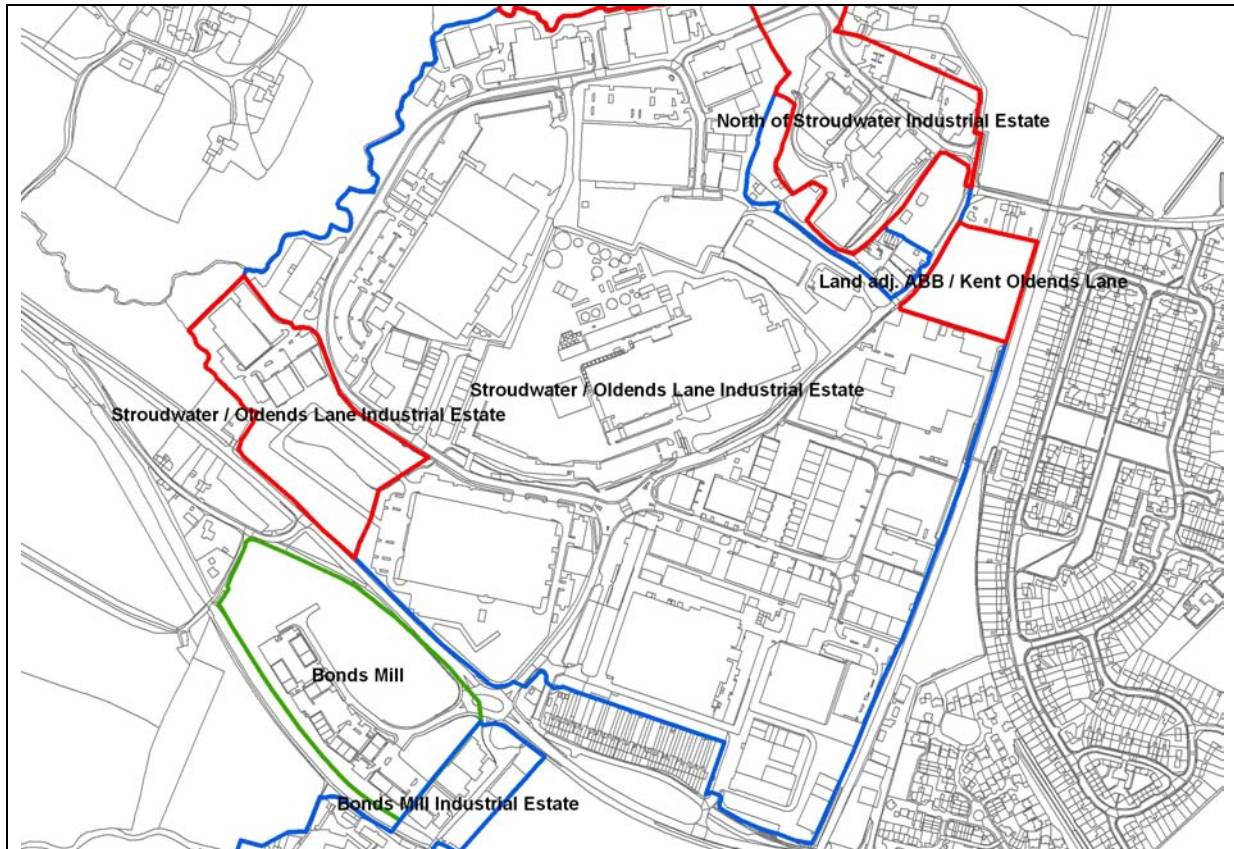 North of Stroudwater Industrial Estate
Land adj. ABB / Kent Oldends Lane
Stroudwater / Oldends Lane Industrial Estate
Stroudwater / Oldends Lane Industrial Estate
Bonds Mill
Bonds Mill Industrial Estate